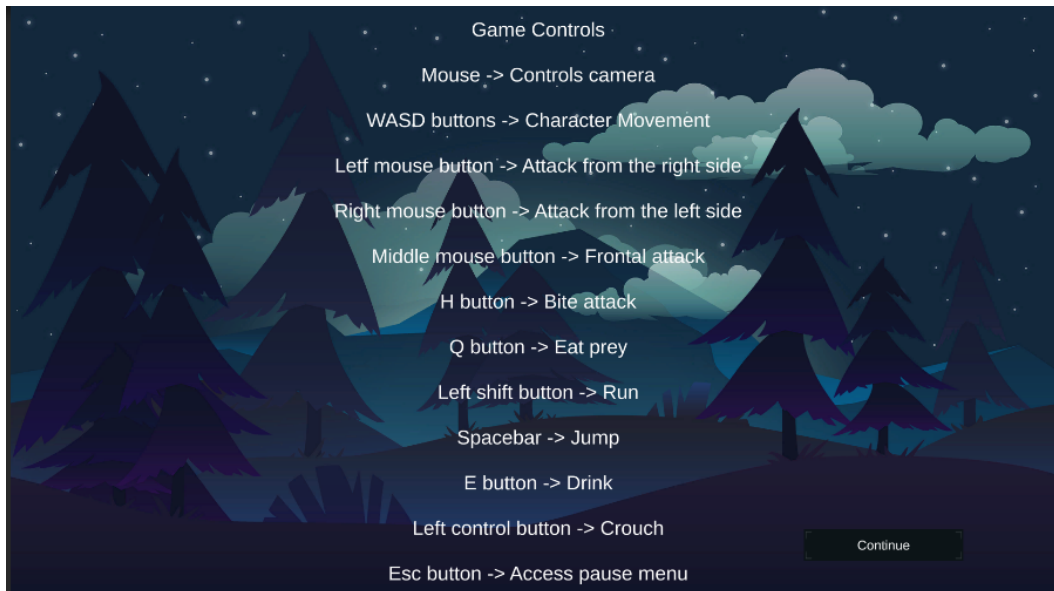 Game Controls
Mouse -> Controls camera
WASD buttons -> Character Movement
Letf mouse button -> Attack from the right side
Right mouse button -> Attack from the left side
Middle mouse button -> Frontal attack
H button -> Bite attack
Q button -> Eat prey
Left shift button -> Run
Spacebar -> Jump
E button -> Drink
Left control button -> Crouch
Continue
Esc button -> Access pause menu